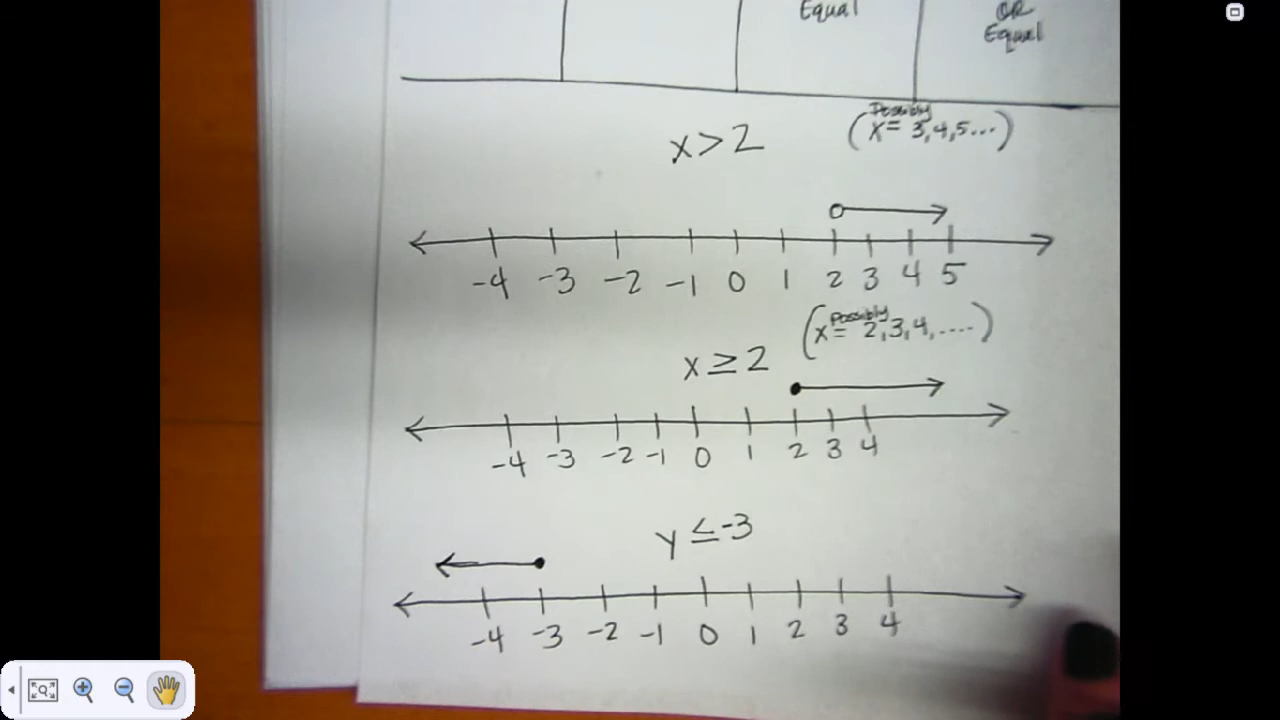 Equal
OR
Equal
x > 2
(Possibly x = 3, 4, 5 ...)
-4 -3 -2 -1 0 1 2 3 4 5
(Possibly x = 2, 3, 4, ....)
x ≥ 2
-4 -3 -2 -1 0 1 2 3 4
y ≤ -3
-4 -3 -2 -1 0 1 2 3 4